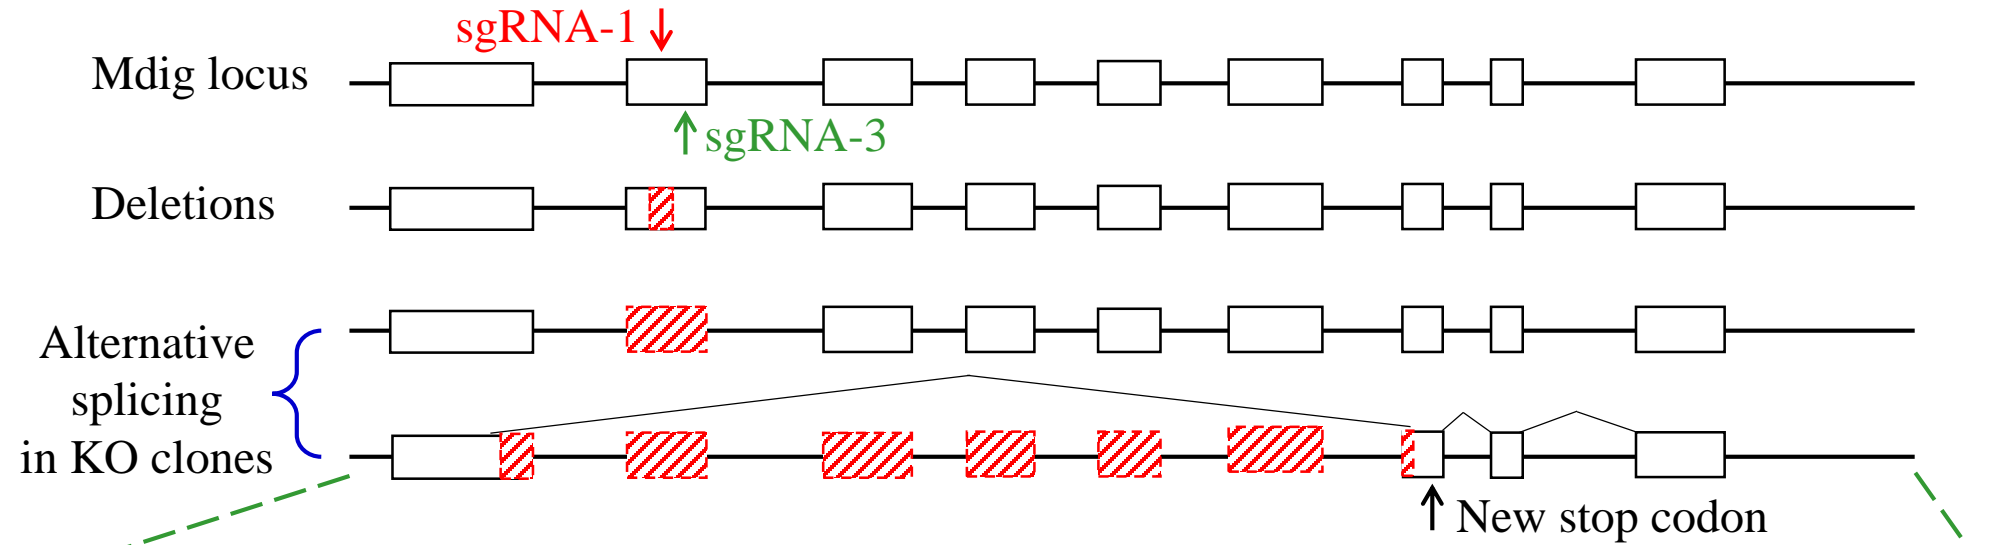 sgRNA-1
Mdig locus
sgRNA-3
Deletions
Alternative
splicing
in KO clones
New stop codon